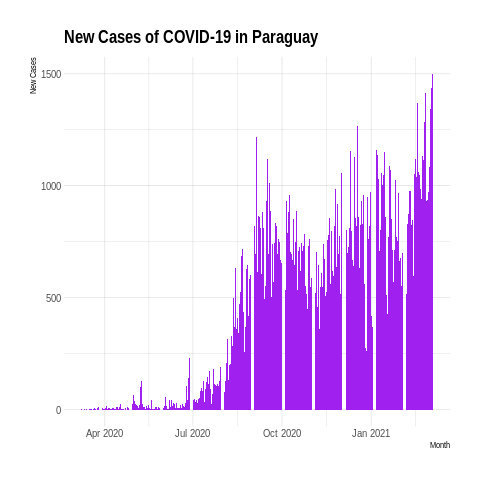 New Cases of COVID-19 in Paraguay
New Cases
1500
1000
500
0
Apr 2020 Jul 2020 Oct 2020 Jan 2021
Month